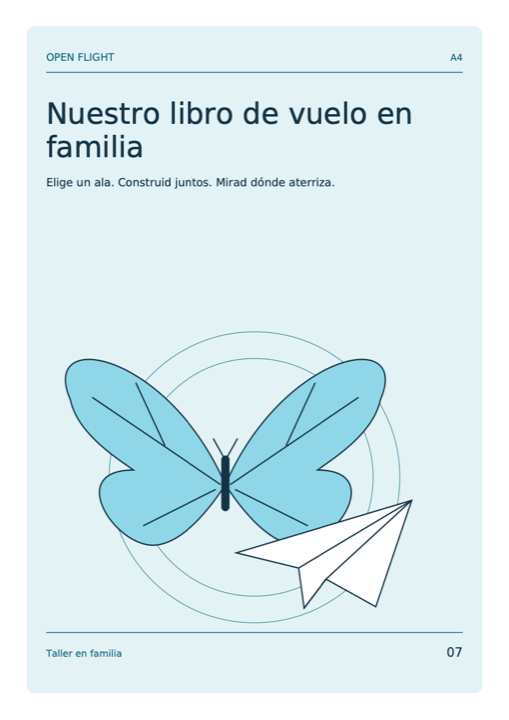 OPEN FLIGHT
A4
Nuestro libro de vuelo en
familia
Elige un ala. Construid juntos. Mirad dónde aterriza.
Taller en familia
07